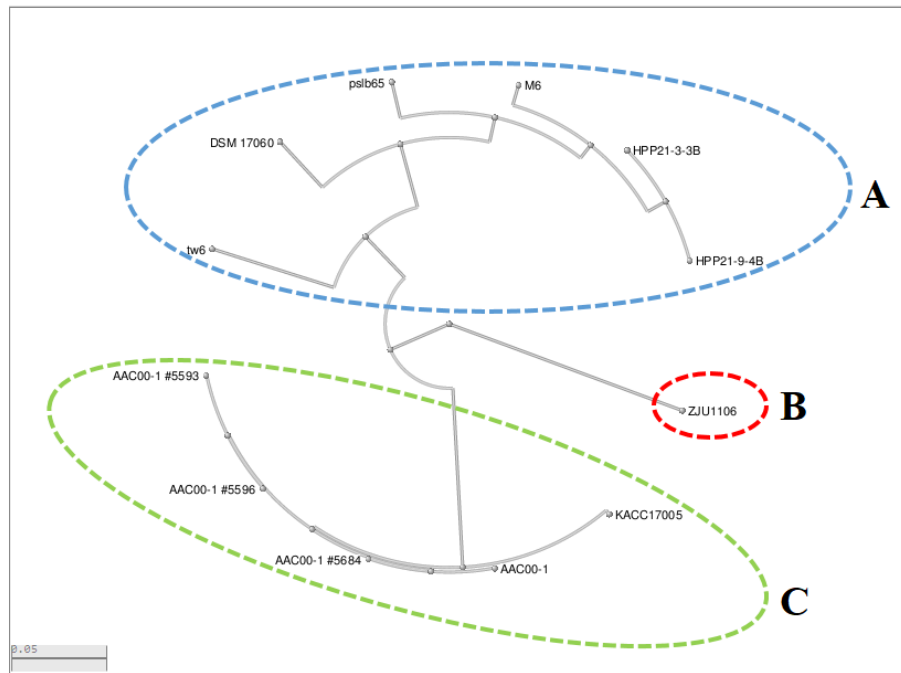 pslb65
M6
DSM 17060
HPP21-3-3B
A
tw6
HPP21-9-4B
AAC00-1 #5593
B
ZJU1106
AAC00-1 #5596
KACC17005
AAC00-1 #5684
AAC00-1
C
0.05